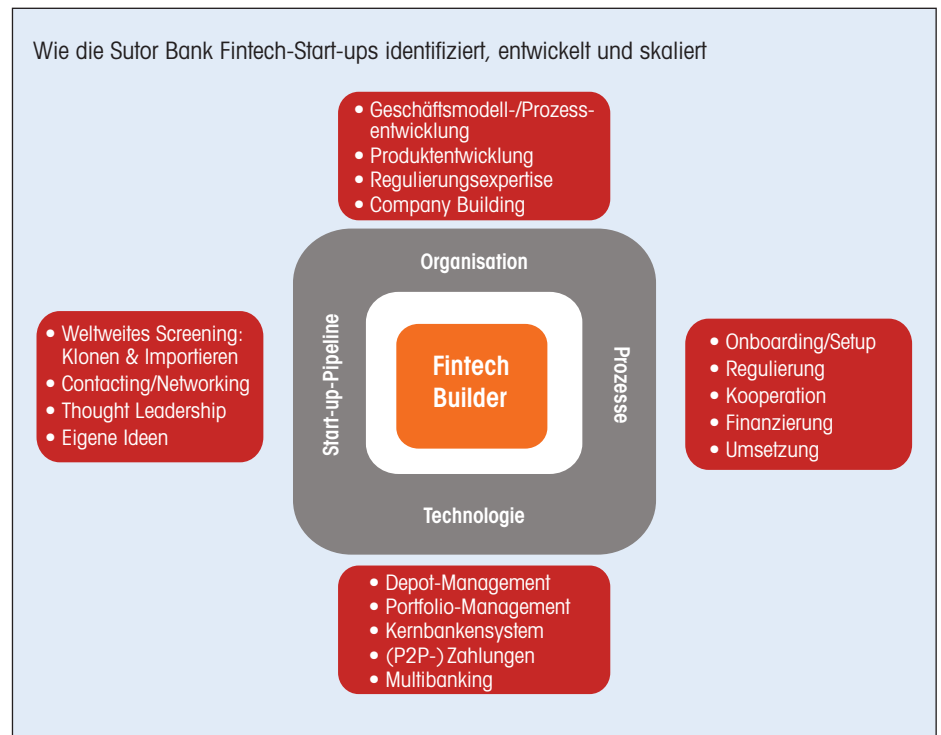 Wie die Sutor Bank Fintech-Start-ups identifiziert, entwickelt und skaliert
• Geschäftsmodell-/Prozess-
entwicklung
• Produktentwicklung
• Regulierungsexpertise
• Company Building
Organisation
• Weltweites Screening:
Klonen & Importieren
• Contacting/Networking
• Thought Leadership
• Eigene Ideen
Start-up-Pipeline
Fintech
Builder
Prozesse
• Onboarding/Setup
• Regulierung
• Kooperation
• Finanzierung
• Umsetzung
Technologie
• Depot-Management
• Portfolio-Management
• Kernbankensystem
• (P2P-) Zahlungen
• Multibanking